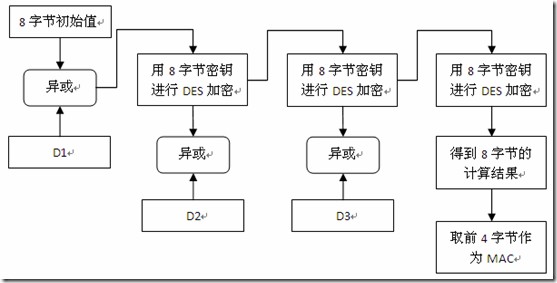 8 字节初始值
异或
D1
用 8 字节密钥
进行 DES 加密
异或
D2
用 8 字节密钥
进行 DES 加密
异或
D3
用 8 字节密钥
进行 DES 加密
得到 8 字节的
计算结果
取前 4 字节作
为 MAC